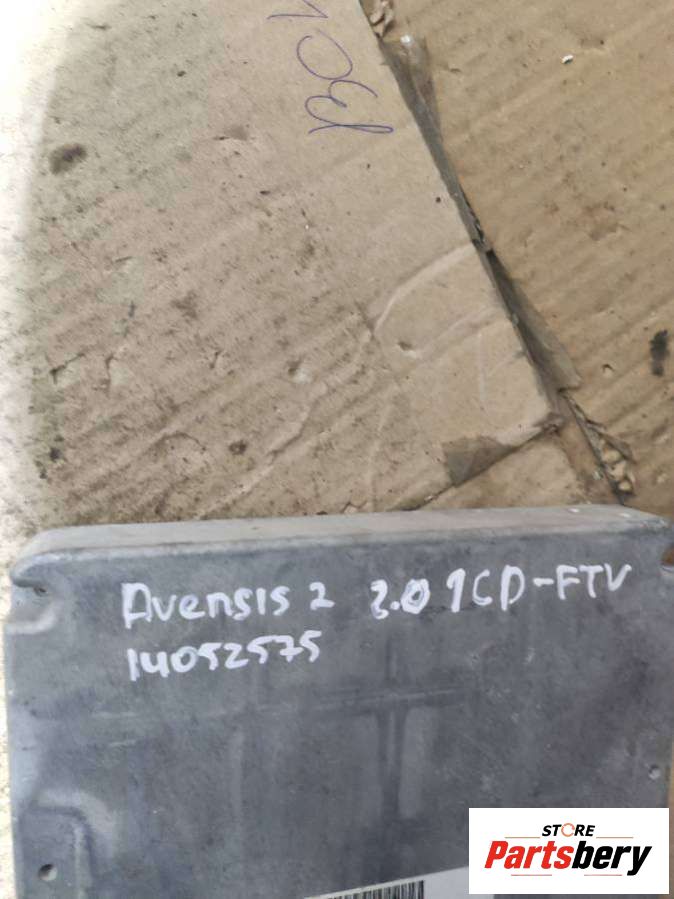 Avensis 2 2.0 1CD-FTV
14052575
STORE
Partsbery